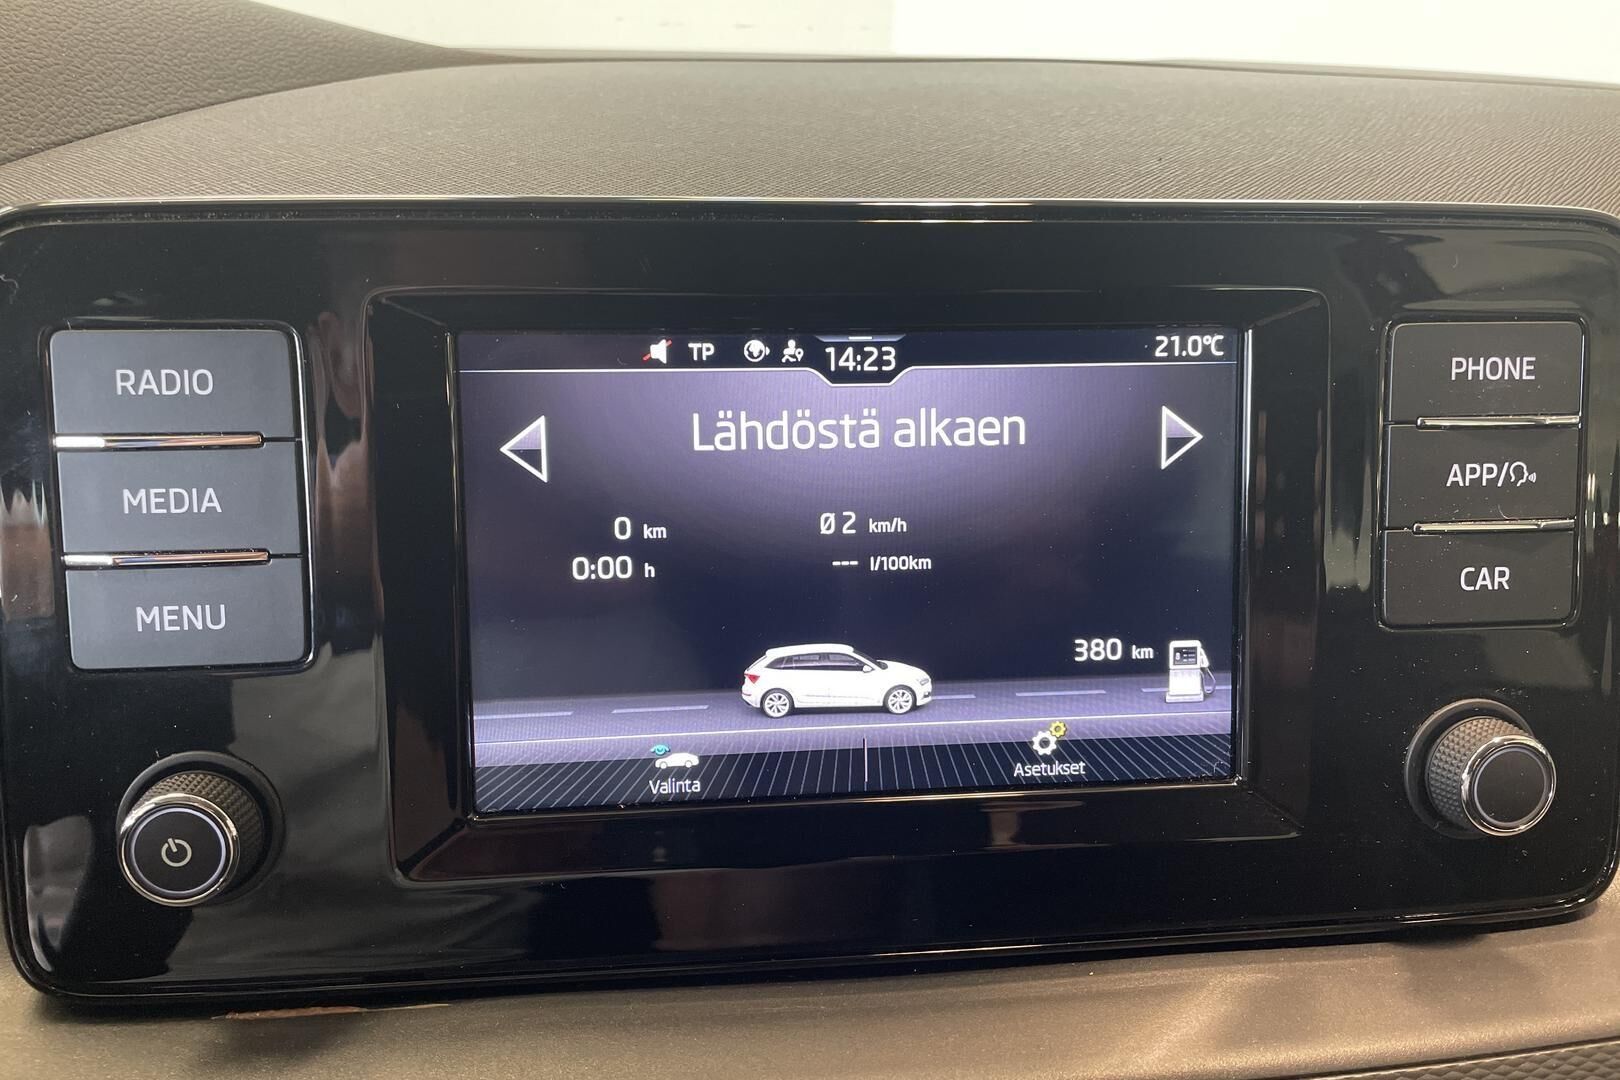 TP
14:23
21.0°C
RADIO
MEDIA
MENU
Lähdöstä alkaen
0 km
Ø 2 km/h
0:00 h
--- l/100km
380 km
Valinta
Asetukset
PHONE
APP/
CAR